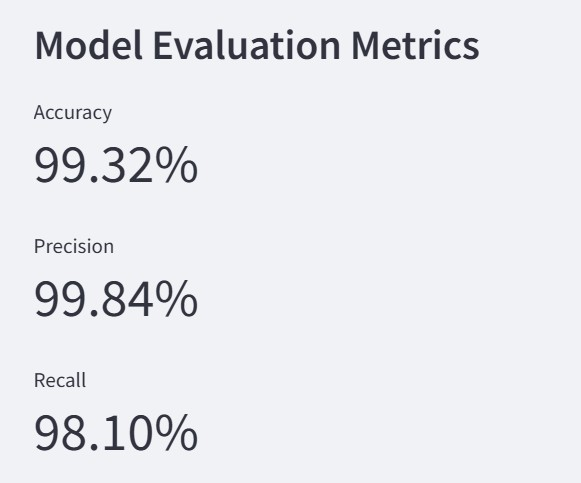 Model Evaluation Metrics
Accuracy
99.32%
Precision
99.84%
Recall
98.10%